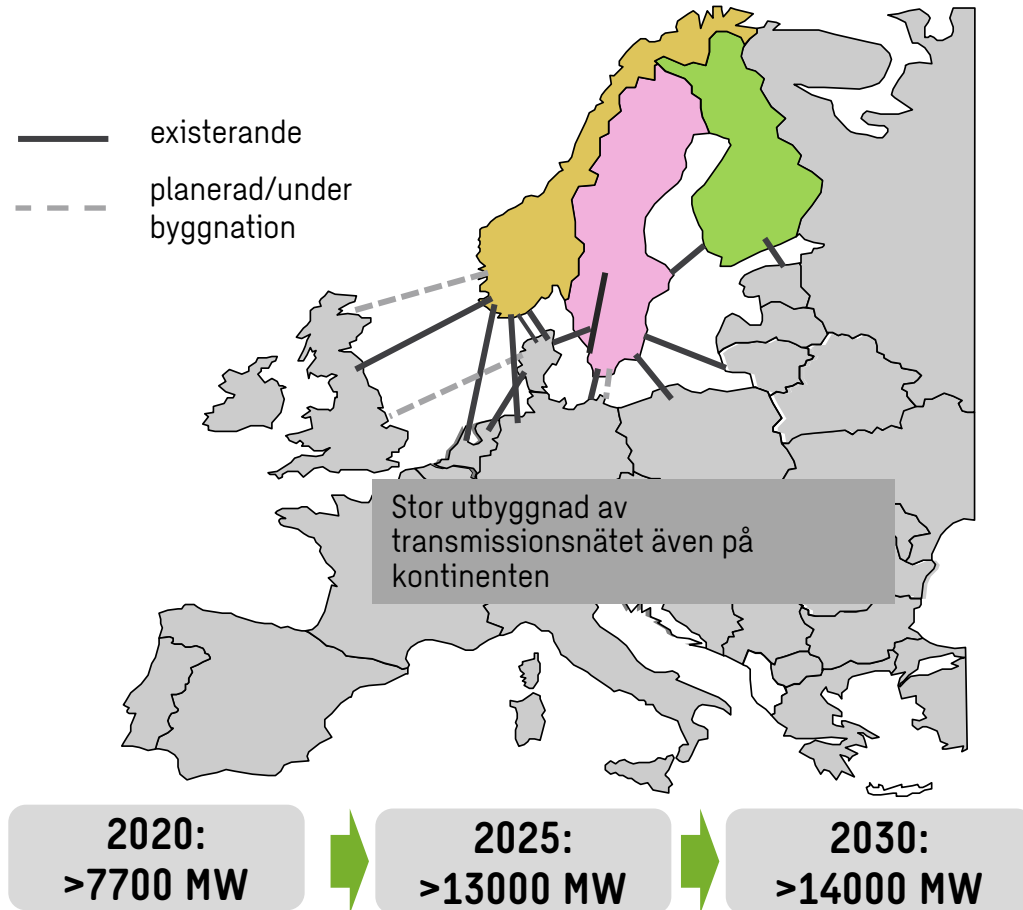 existerande
planerad/under
byggnation
Stor utbyggnad av
transmissionsnätet även på
kontinenten
2020:
>7700 MW
2025:
>13000 MW
2030:
>14000 MW